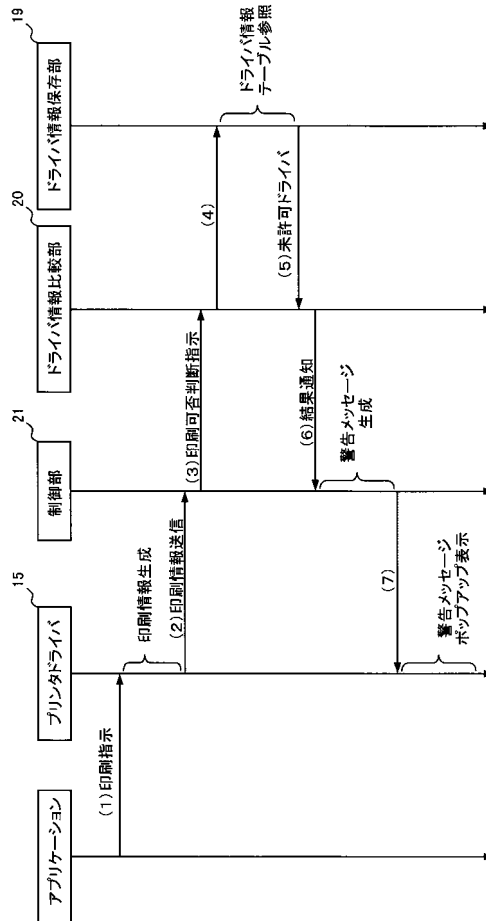 アプリケーション
15
プリンタドライバ
21
制御部
20
ドライバ情報比較部
19
ドライバ情報保存部
(1)印刷指示
印刷情報生成
(2)印刷情報送信
(3)印刷可否判断指示
(4)
ドライバ情報
テーブル参照
(5)未許可ドライバ
(6)結果通知
警告メッセージ
生成
(7)
警告メッセージ
ポップアップ表示